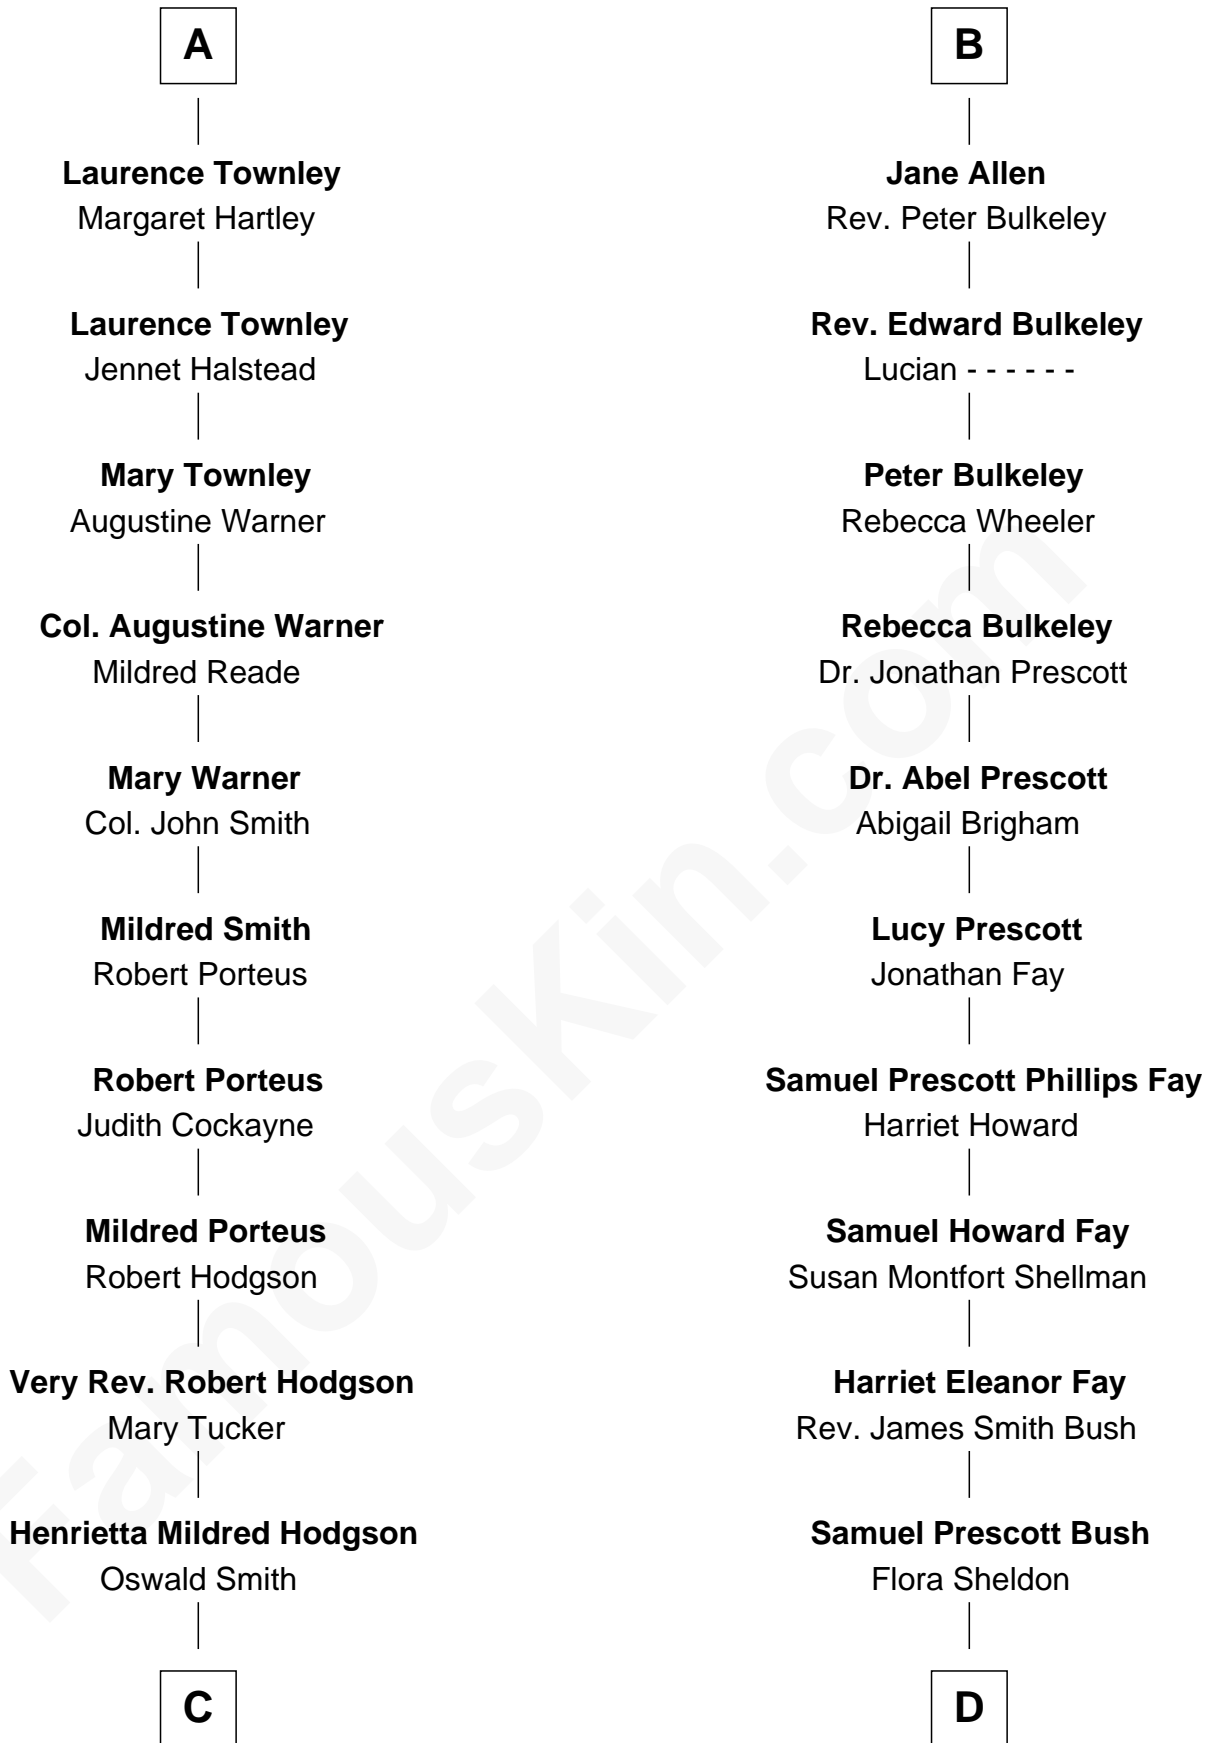 A
Laurence Townley
Margaret Hartley
Laurence Townley
Jennet Halstead
Mary Townley
Augustine Warner
Col. Augustine Warner
Mildred Reade
Mary Warner
Col. John Smith
Mildred Smith
Robert Porteus
Robert Porteus
Judith Cockayne
Mildred Porteus
Robert Hodgson
Very Rev. Robert Hodgson
Mary Tucker
Henrietta Mildred Hodgson
Oswald Smith
C
B
Jane Allen
Rev. Peter Bulkeley
Rev. Edward Bulkeley
Lucian - - - - - -
Peter Bulkeley
Rebecca Wheeler
Rebecca Bulkeley
Dr. Jonathan Prescott
Dr. Abel Prescott
Abigail Brigham
Lucy Prescott
Jonathan Fay
Samuel Prescott Phillips Fay
Harriet Howard
Samuel Howard Fay
Susan Montfort Shellman
Harriet Eleanor Fay
Rev. James Smith Bush
Samuel Prescott Bush
Flora Sheldon
D
FamousKin.com